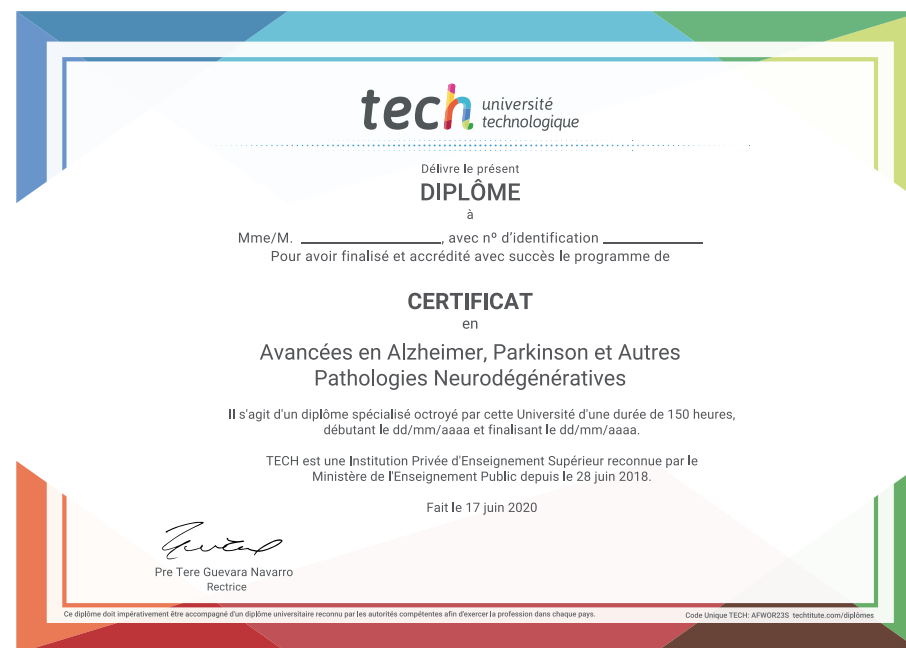 tech université
technologique
Délivre le présent
DIPLÔME
à
Mme/M. ____________________, avec nº d'identification ______________
Pour avoir finalisé et accrédité avec succès le programme de
CERTIFICAT
en
Avancées en Alzheimer, Parkinson et Autres
Pathologies Neurodégénératives
Il s'agit d'un diplôme spécialisé octroyé par cette Université d'une durée de 150 heures,
débutant le dd/mm/aaaa et finalisant le dd/mm/aaaa.
TECH est une Institution Privée d'Enseignement Supérieur reconnue par le
Ministère de l'Enseignement Public depuis le 28 juin 2018.
Fait le 17 juin 2020
Pre Tere Guevara Navarro
Rectrice
Ce diplôme doit impérativement être accompagné d'un diplôme universitaire reconnu par les autorités compétentes afin d'exercer la profession dans chaque pays.
Code Unique TECH: AFWOR23S techtitute.com/diplômes